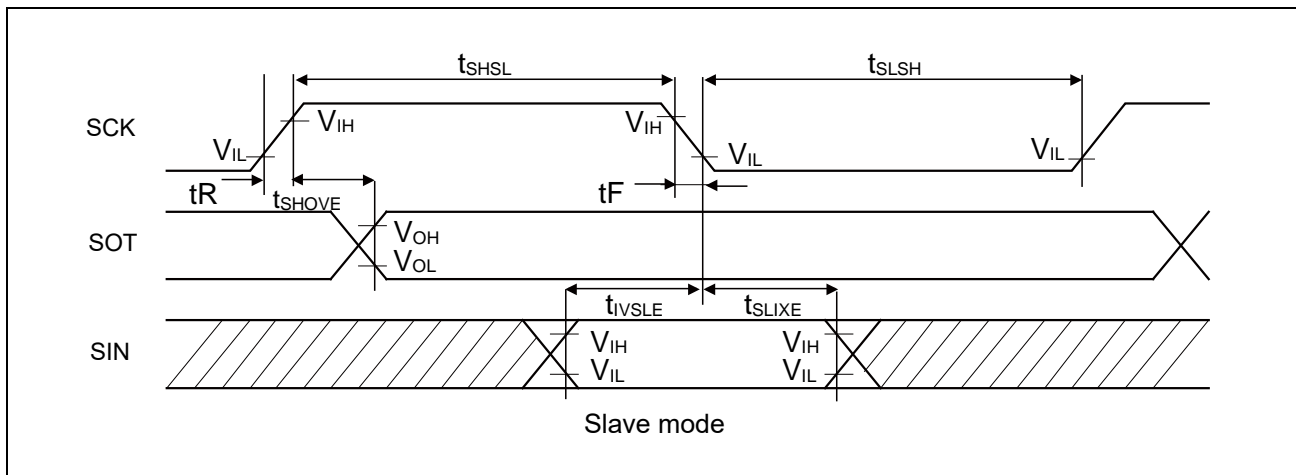 tSHSL
tSLSH
SCK
VIH
VIH
VIL
VIL
VIL
tR
tSHOVE
tF
SOT
VOH
VOL
tIVSLE
tSLIXE
SIN
VIH
VIH
VIL
VIL
Slave mode